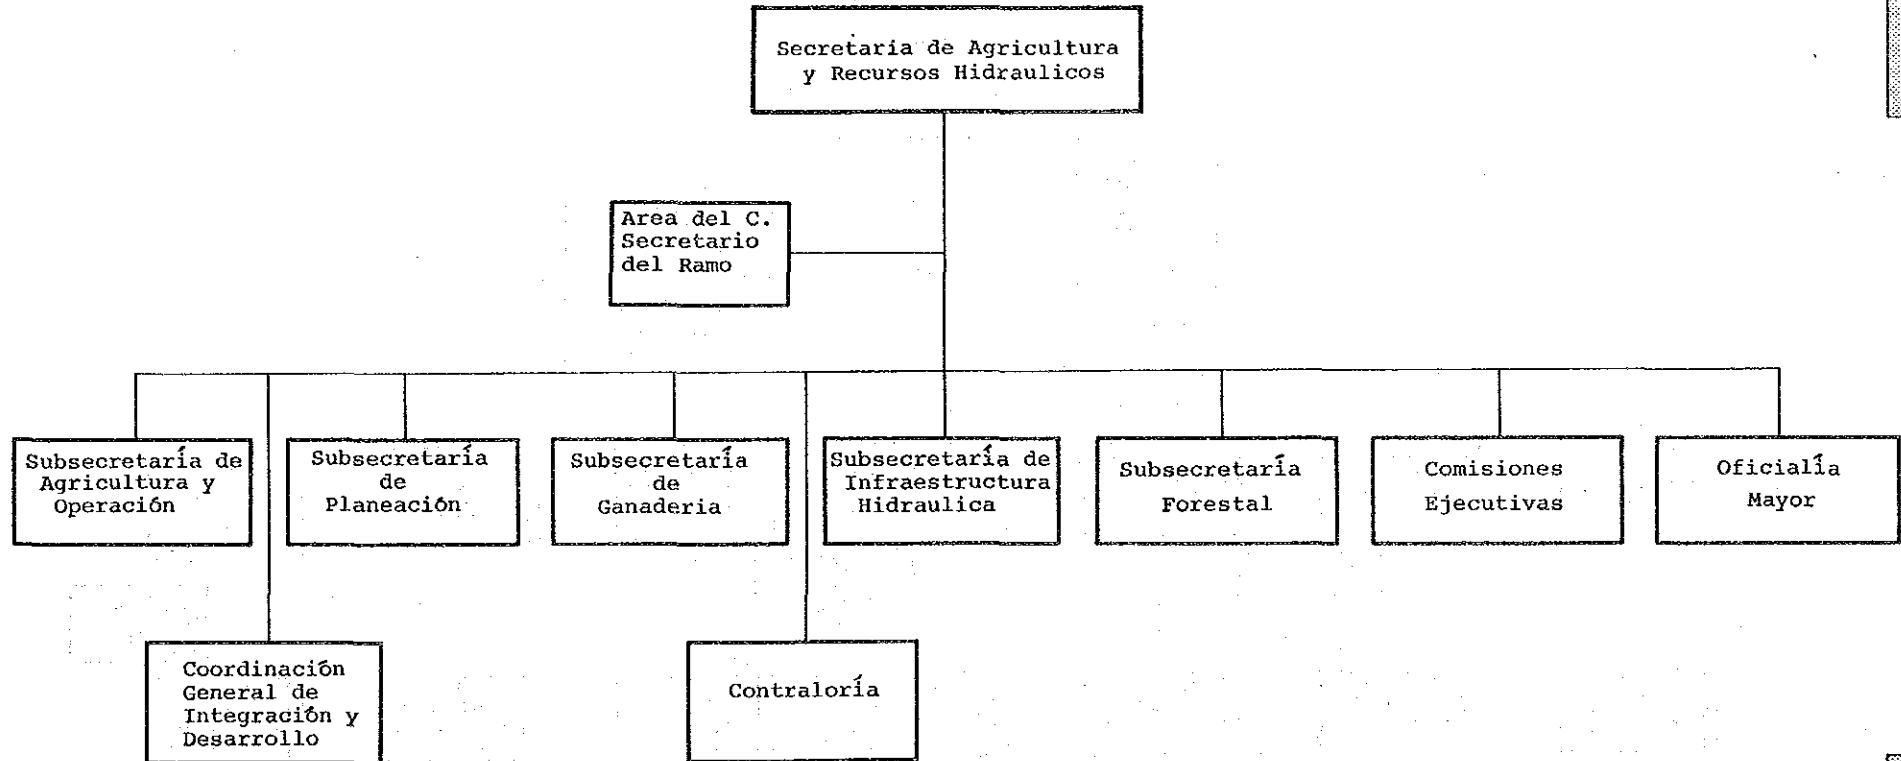 Secretaria de Agricultura
y Recursos Hidraulicos
Area del C.
Secretario
del Ramo
Subsecretaría de
Agricultura y
Operación
Subsecretaría
de
Planeación
Subsecretaría
de
Ganaderia
Subsecretaría de
Infraestructura
Hidraulica
Subsecretaría
Forestal
Comisiones
Ejecutivas
Oficialía
Mayor
Coordinación
General de
Integración y
Desarrollo
Contraloría